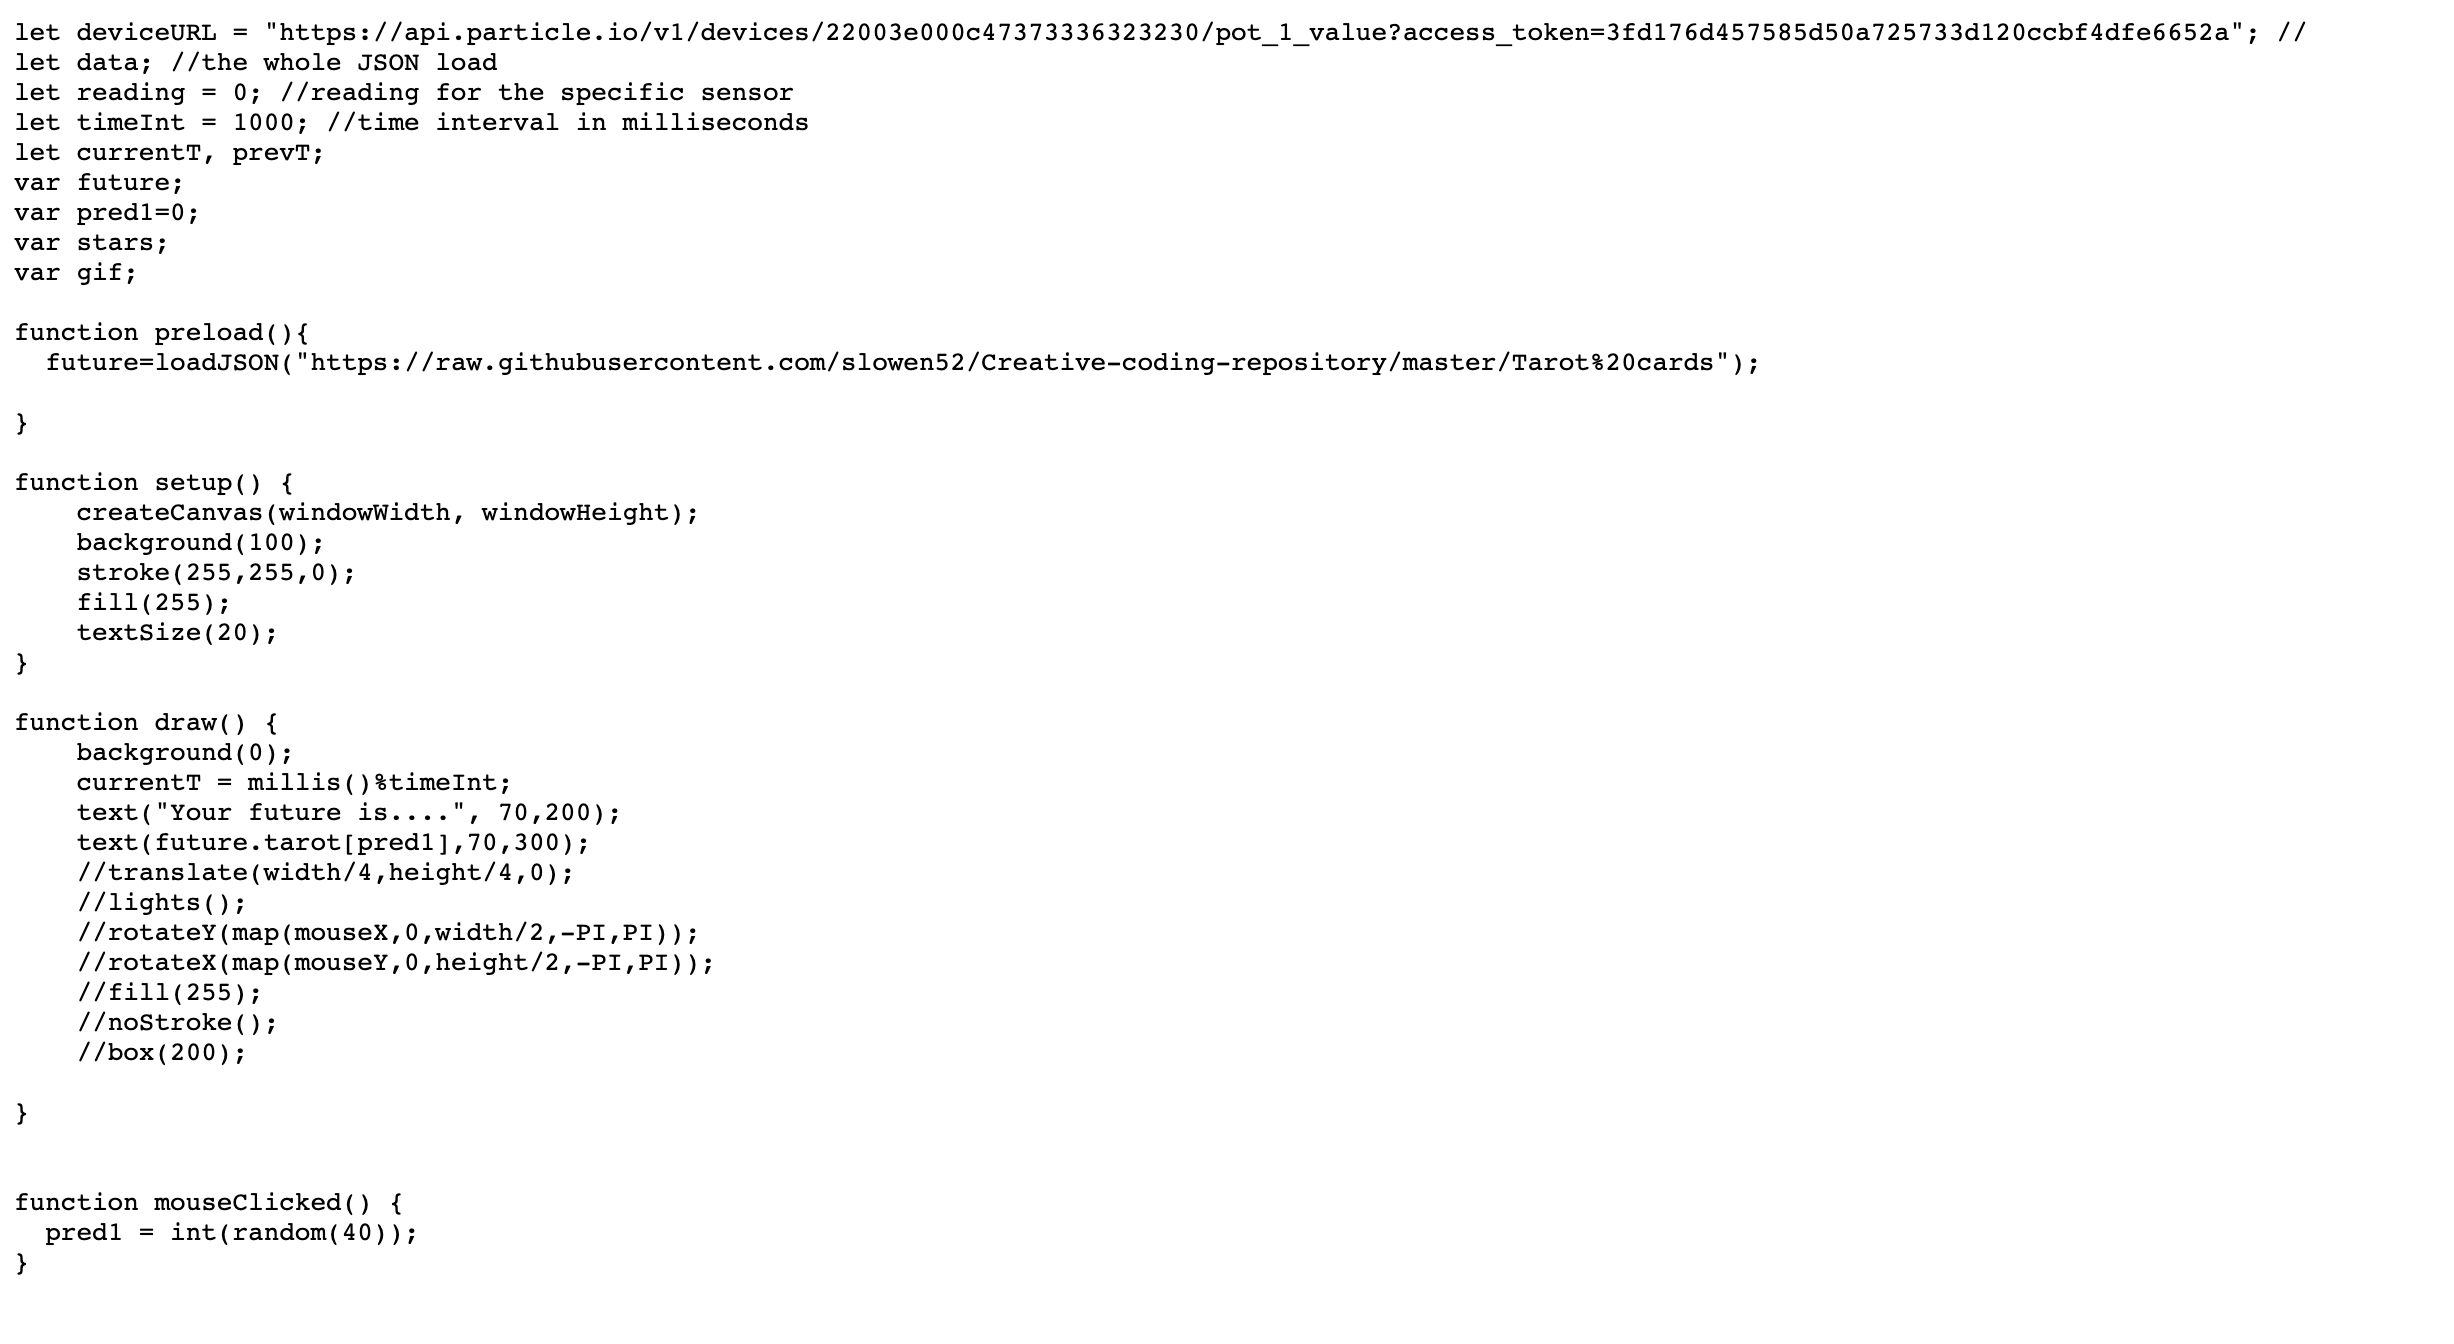 let deviceURL = "https://api.particle.io/v1/devices/22003e000c47373336323230/pot_1_value?access_token=3fd176d457585d50a725733d120ccbf4dfe6652a"; //
let data; //the whole JSON load
let reading = 0; //reading for the specific sensor
let timeInt = 1000; //time interval in milliseconds
let currentT, prevT;
var future;
var pred1=0;
var stars;
var gif;

function preload(){
  future=loadJSON("https://raw.githubusercontent.com/slowen52/Creative-coding-repository/master/Tarot%20cards");

}

function setup() {
    createCanvas(windowWidth, windowHeight);
    background(100);
    stroke(255,255,0);
    fill(255);
    textSize(20);
}

function draw() {
    background(0);
    currentT = millis()%timeInt;
    text("Your future is....", 70,200);
    text(future.tarot[pred1],70,300);
    //translate(width/4,height/4,0);
    //lights();
    //rotateY(map(mouseX,0,width/2,-PI,PI));
    //rotateX(map(mouseY,0,height/2,-PI,PI));
    //fill(255);
    //noStroke();
    //box(200);

}


function mouseClicked() {
  pred1 = int(random(40));
}